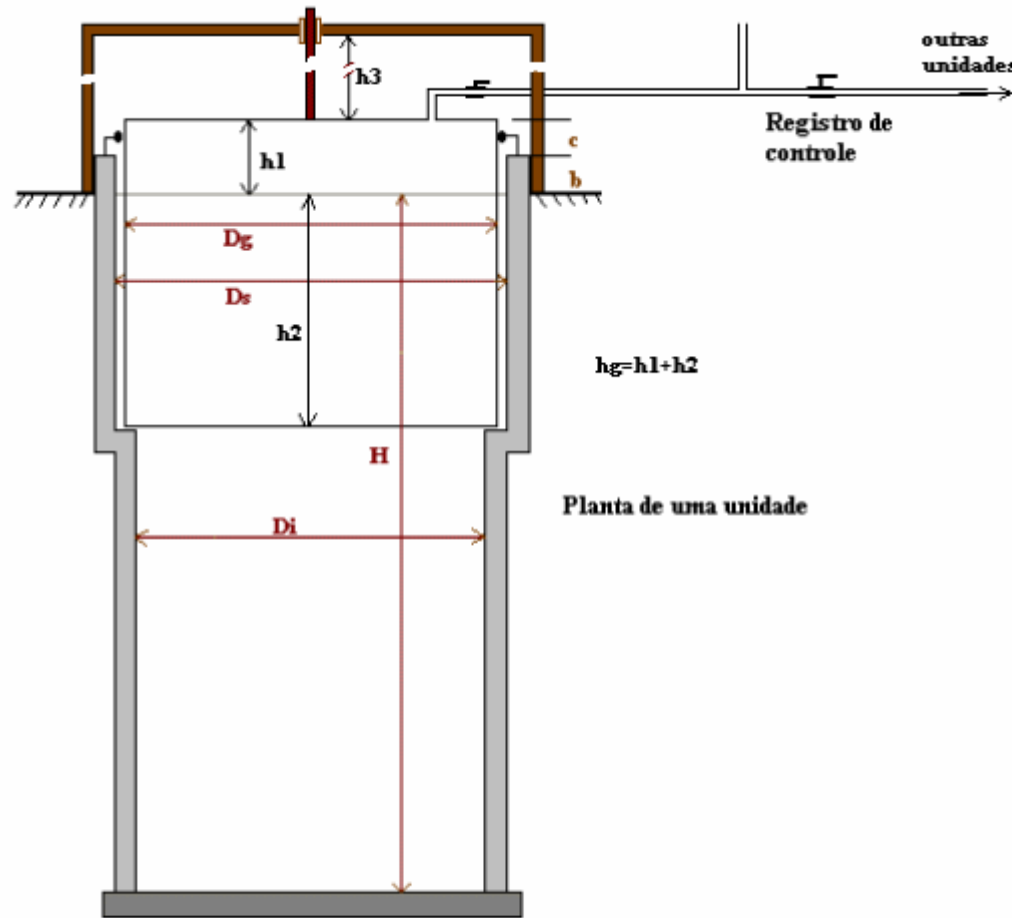 outras
unidades
h3
Registro de
controle
c
h1
b
Dg
Ds
h2
hg=h1+h2
H
Planta de uma unidade
Di